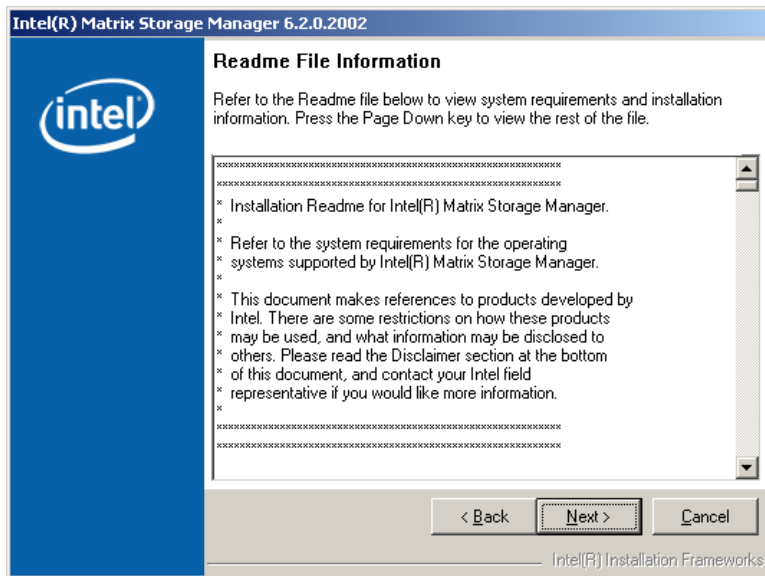 Intel(R) Matrix Storage Manager 6.2.0.2002
intel
Readme File Information
Refer to the Readme file below to view system requirements and installation
information. Press the Page Down key to view the rest of the file.
************************************************************
************************************************************
* Installation Readme for Intel(R) Matrix Storage Manager.
*
* Refer to the system requirements for the operating
* systems supported by Intel(R) Matrix Storage Manager.
*
* This document makes references to products developed by
* Intel. There are some restrictions on how these products
* may be used, and what information may be disclosed to
* others. Please read the Disclaimer section at the bottom
* of this document, and contact your Intel field
* representative if you would like more information.
*
************************************************************
************************************************************
< Back
Next >
Cancel
Intel(R) Installation Frameworks